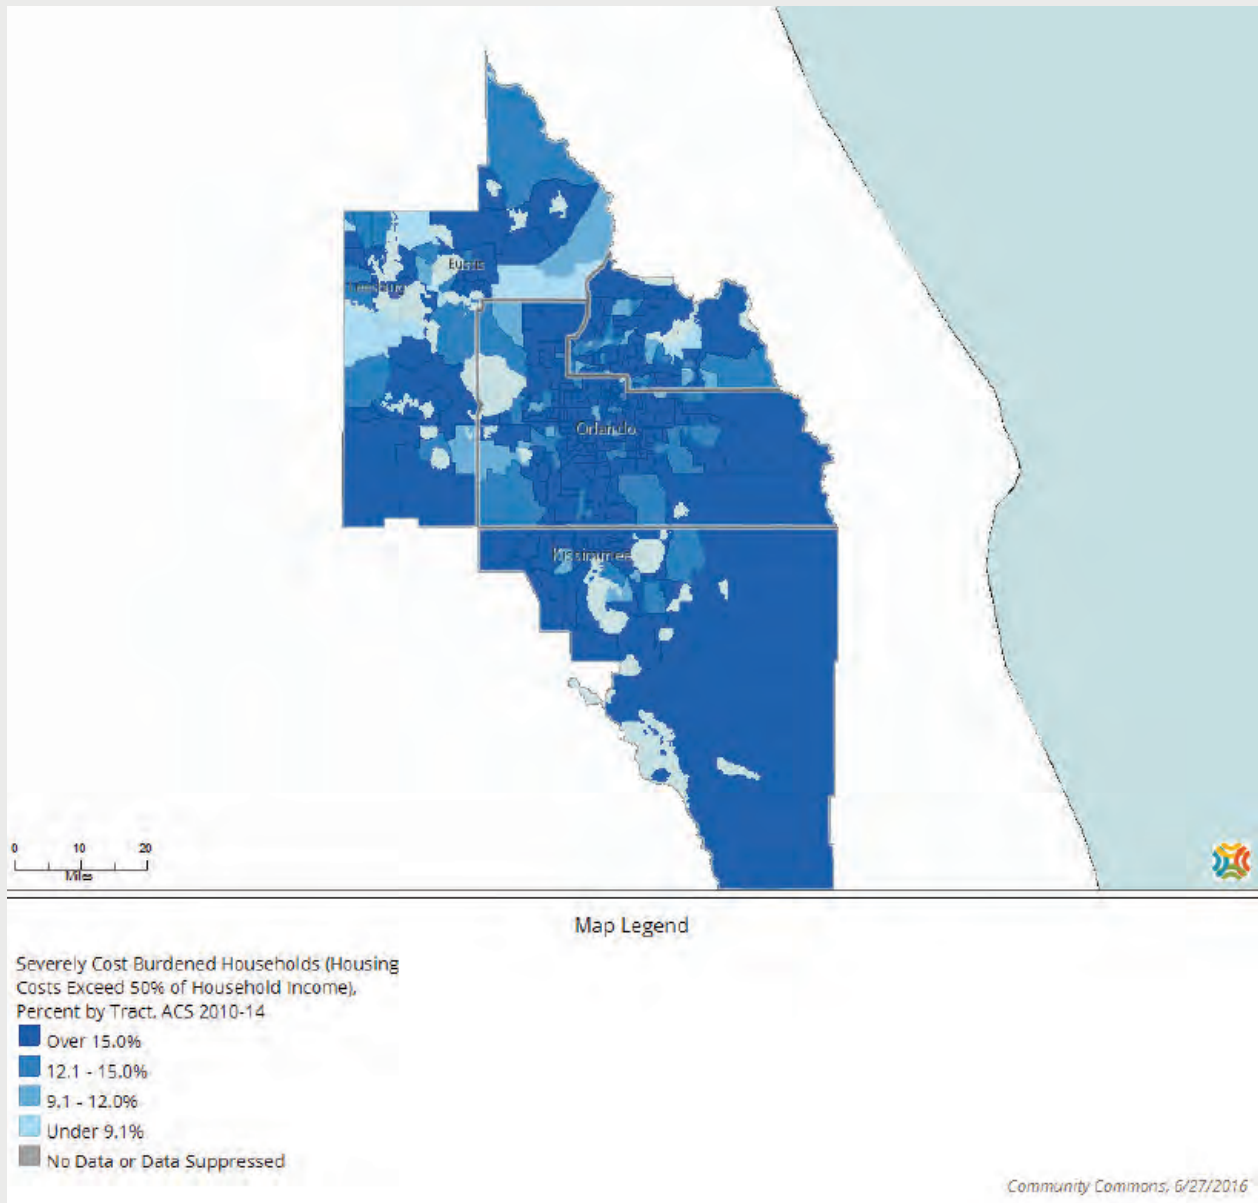 Eustis
Leesburg
Orlando
Kissimmee
0 10 20
Miles
Map Legend
Severely Cost Burdened Households (Housing
Costs Exceed 50% of Household Income),
Percent by Tract, ACS 2010-14
Over 15.0%
12.1 - 15.0%
9.1 - 12.0%
Under 9.1%
No Data or Data Suppressed
Community Commons, 6/27/2016